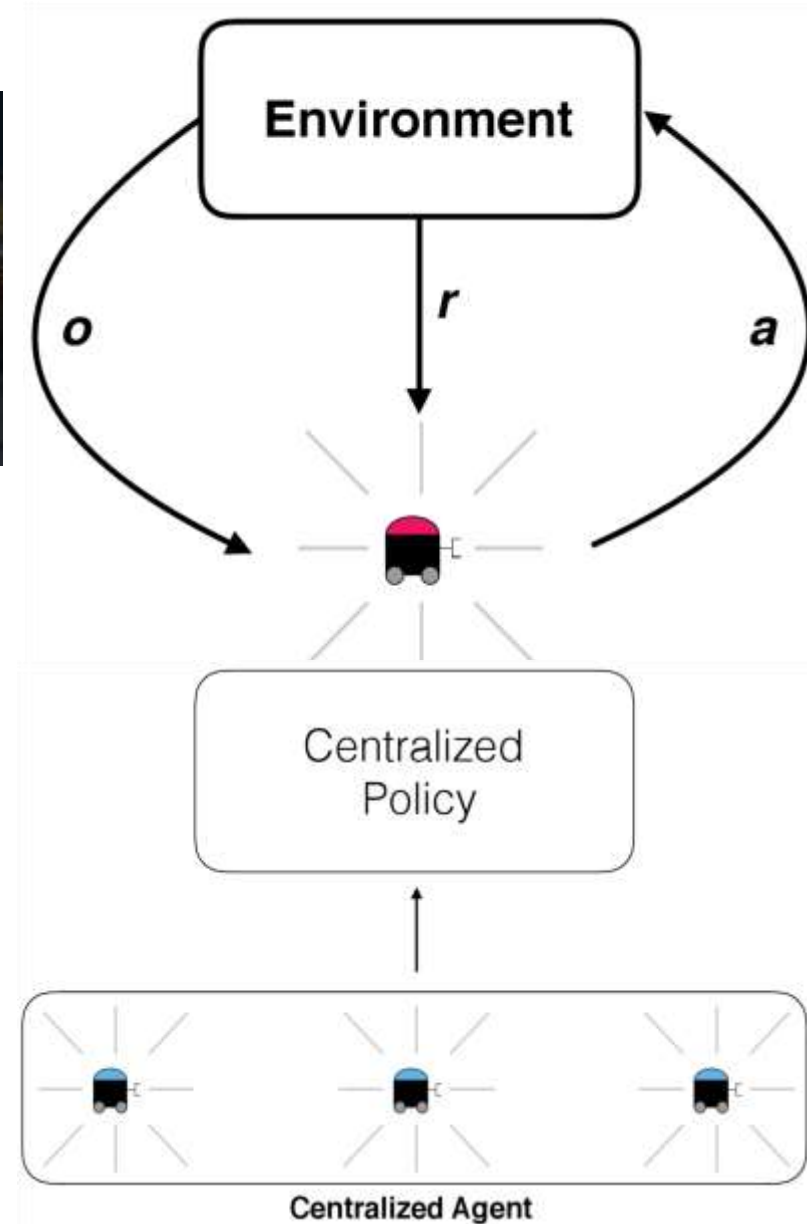 Environment
o
r
a
Centralized
Policy
Centralized Agent